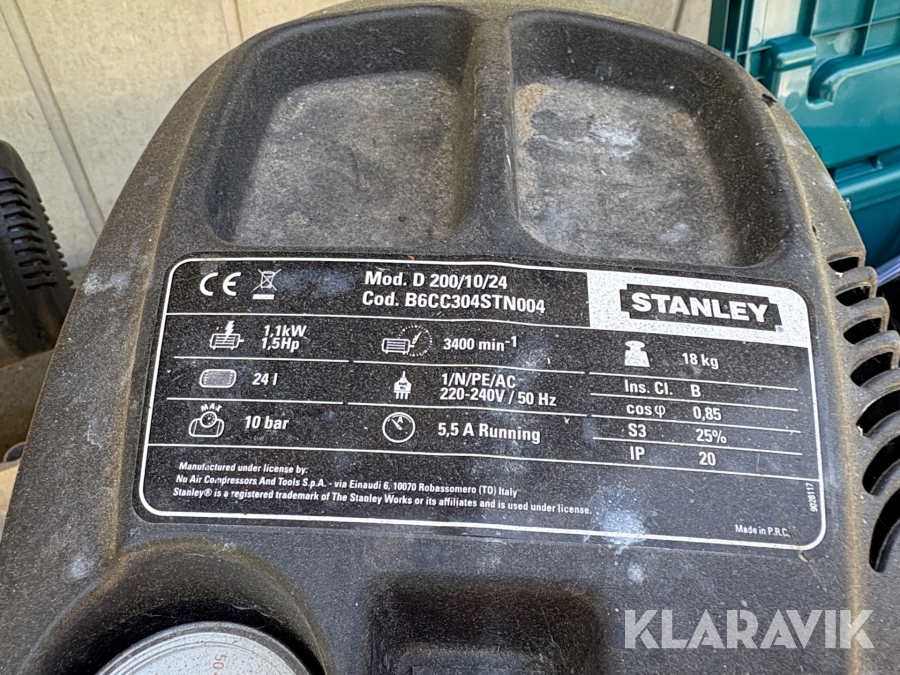 CE
Mod. D 200/10/24
Cod. B6CC304STN004
STANLEY®
1,1kW
1,5Hp
3400 min-1
18 kg
24 l
1/N/PE/AC
220-240V / 50 Hz
Ins. Cl. B
cos φ 0,85
MAX
10 bar
A
5,5 A Running
S3 25%
IP 20
Manufactured under license by:
Nu Air Compressors And Tools S.p.A. - via Einaudi 6, 10070 Robassomero (TO) Italy
Stanley® is a registered trademark of The Stanley Works or its affiliates and is used under license.
Made in P.R.C.
9028117
50
KLARAVIK